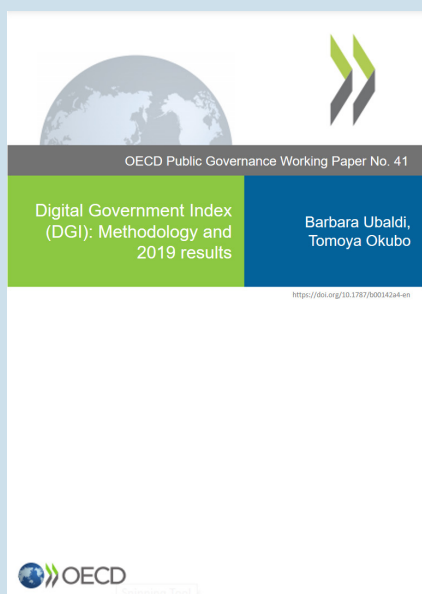 OECD Public Governance Working Paper No. 41
Digital Government Index
(DGI): Methodology and
2019 results
Barbara Ubaldi,
Tomoya Okubo
https://doi.org/10.1787/b00142a4-en
OECD